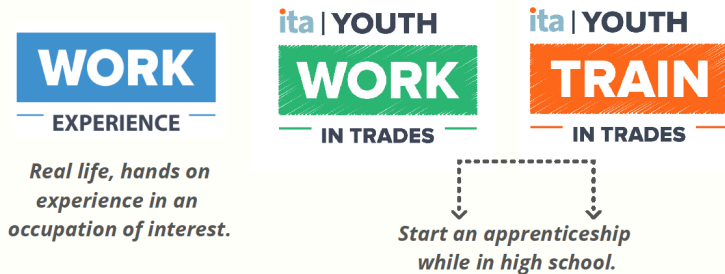 WORK
EXPERIENCE
Real life, hands on
experience in an
occupation of interest.
ita | YOUTH
WORK
IN TRADES
ita | YOUTH
TRAIN
IN TRADES
Start an apprenticeship
while in high school.